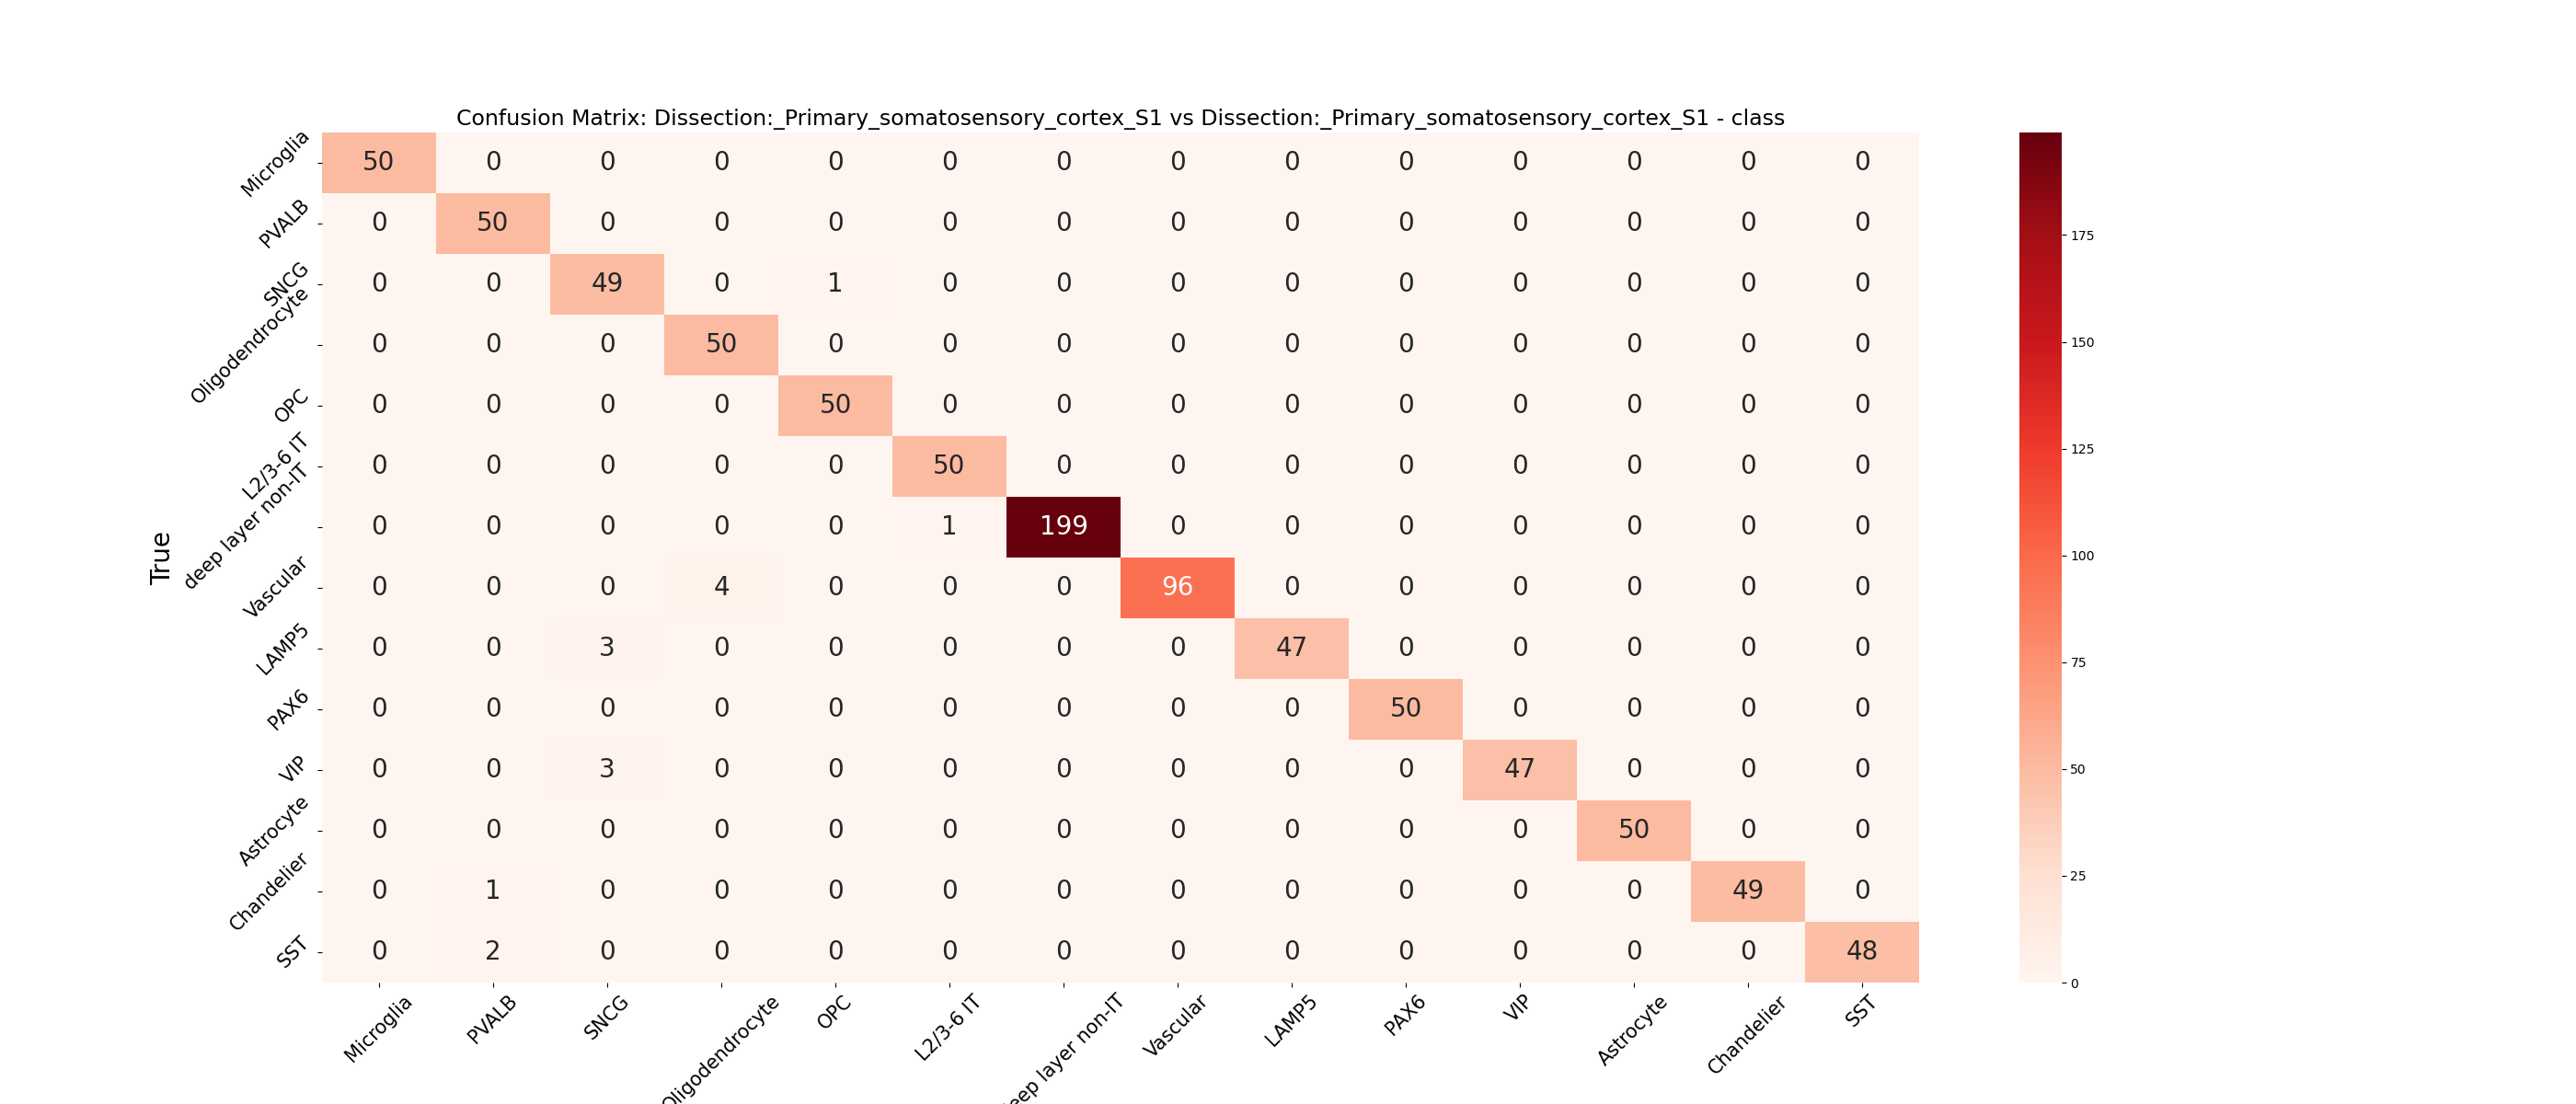 Confusion Matrix: Dissection:_Primary_somatosensory_cortex_S1 vs Dissection:_Primary_somatosensory_cortex_S1 - class
True
Microglia 50 0 0 0 0 0 0 0 0 0 0 0 0 0
PVALB 0 50 0 0 0 0 0 0 0 0 0 0 0 0
SNCG 0 0 49 0 1 0 0 0 0 0 0 0 0 0
Oligodendrocyte 0 0 0 50 0 0 0 0 0 0 0 0 0 0
OPC 0 0 0 0 50 0 0 0 0 0 0 0 0 0
L2/3-6 IT 0 0 0 0 0 50 0 0 0 0 0 0 0 0
deep layer non-IT 0 0 0 0 0 1 199 0 0 0 0 0 0 0
Vascular 0 0 0 4 0 0 0 96 0 0 0 0 0 0
LAMP5 0 0 3 0 0 0 0 0 47 0 0 0 0 0
PAX6 0 0 0 0 0 0 0 0 0 50 0 0 0 0
VIP 0 0 3 0 0 0 0 0 0 0 47 0 0 0
Astrocyte 0 0 0 0 0 0 0 0 0 0 0 50 0 0
Chandelier 0 1 0 0 0 0 0 0 0 0 0 0 49 0
SST 0 2 0 0 0 0 0 0 0 0 0 0 0 48
Microglia
PVALB
SNCG
Oligodendrocyte
OPC
L2/3-6 IT
eep layer non-IT
Vascular
LAMP5
PAX6
VIP
Astrocyte
Chandelier
SST
175
150
125
100
75
50
25
0